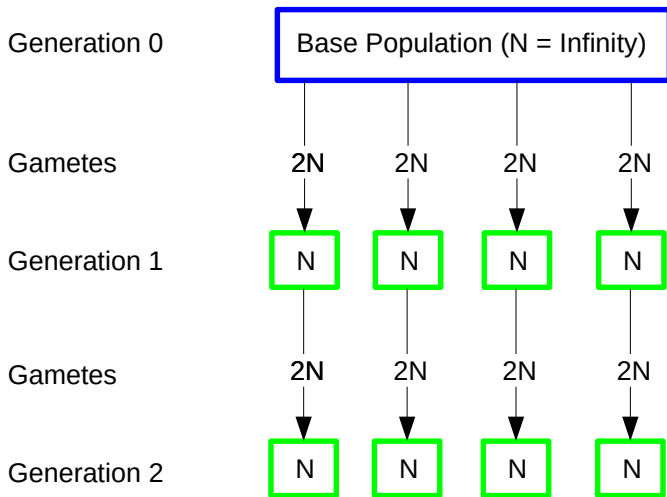 Generation 0 Base Population (N = Infinity)
Gametes 2N 2N 2N 2N
Generation 1 N N N N
Gametes 2N 2N 2N 2N
Generation 2 N N N N